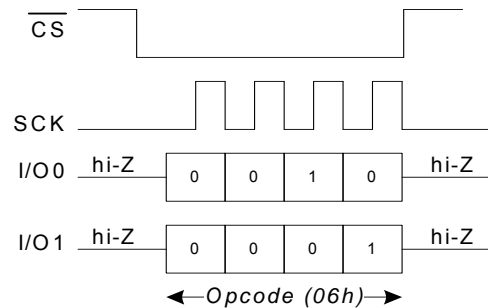 CS
SCK
I/O0 hi-Z 0 0 1 0 hi-Z
I/O1 hi-Z 0 0 0 1 hi-Z
Opcode (06h)